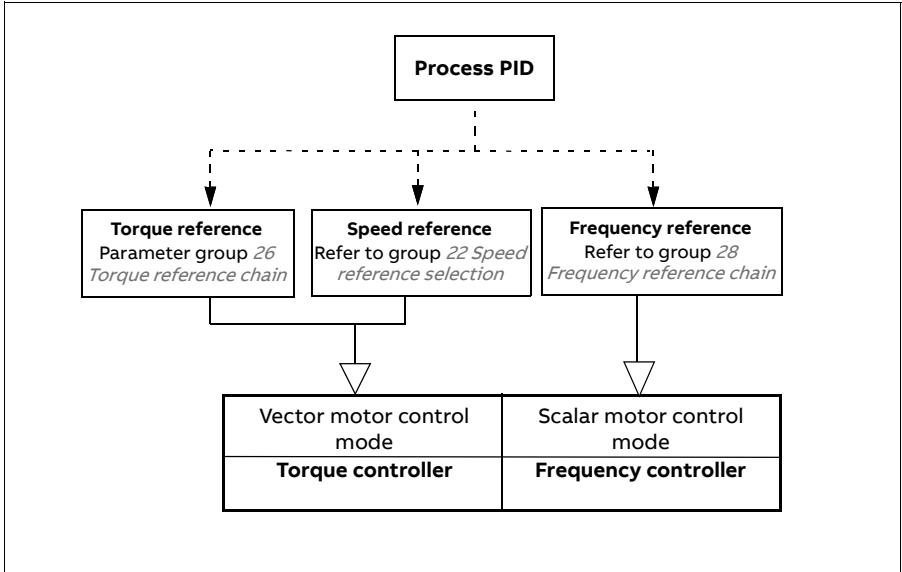 Process PID
Torque reference
Parameter group 26
Torque reference chain
Speed reference
Refer to group 22 Speed
reference selection
Frequency reference
Refer to group 28
Frequency reference chain
Vector motor control
mode
Scalar motor control
mode
Torque controller
Frequency controller